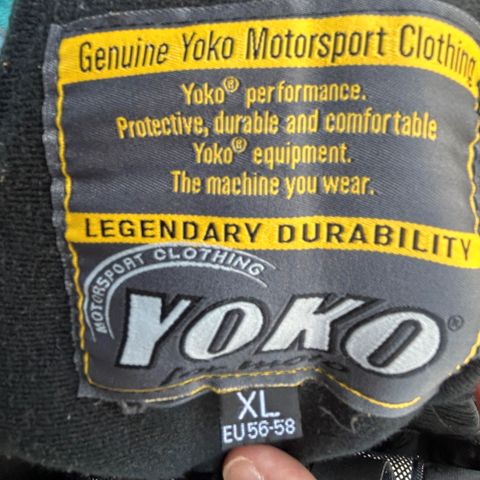 Genuine Yoko Motorsport Clothing
Yoko® performance.
Protective, durable and comfortable
Yoko® equipment.
The machine you wear.
LEGENDARY DURABILITY
MOTORSPORT CLOTHING
YOKO®
XL
EU 56-58